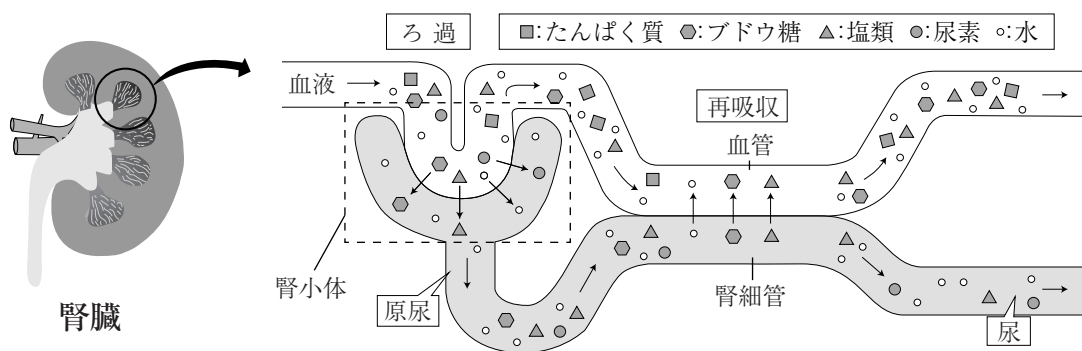 ろ過
■:たんぱく質 ⬢:ブドウ糖 ▲:塩類 ●:尿素 ○:水
血液
再吸収
血管
腎小体
原尿
腎細管
尿
腎臓